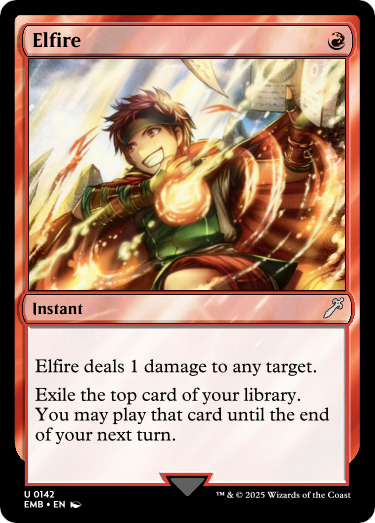 Elfire
Instant
Elfire deals 1 damage to any target.
Exile the top card of your library.
You may play that card until the end
of your next turn.
U 0142
EMB • EN
™ & © 2025 Wizards of the Coast